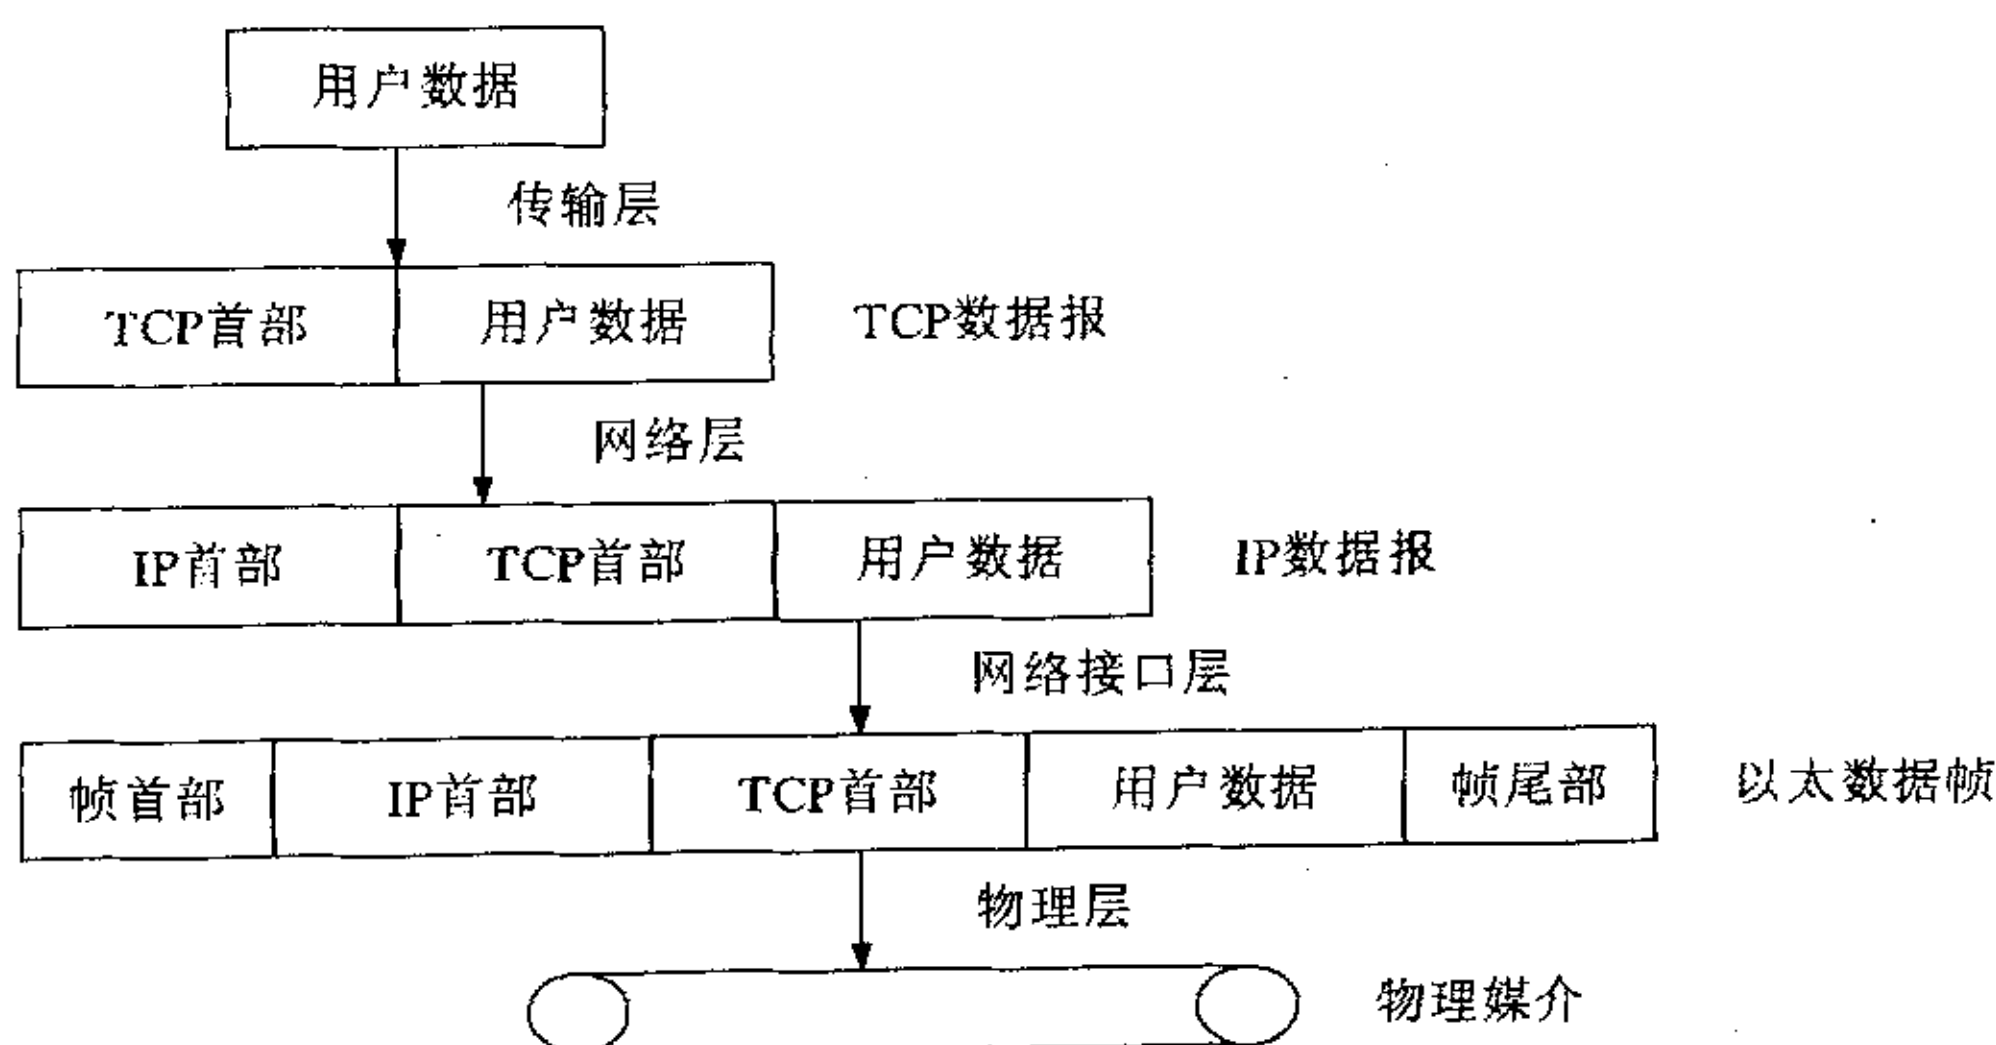 用户数据
传输层
TCP首部 用户数据 TCP数据报
网络层
IP首部 TCP首部 用户数据 IP数据报
网络接口层
帧首部 IP首部 TCP首部 用户数据 帧尾部 以太数据帧
物理层
物理媒介